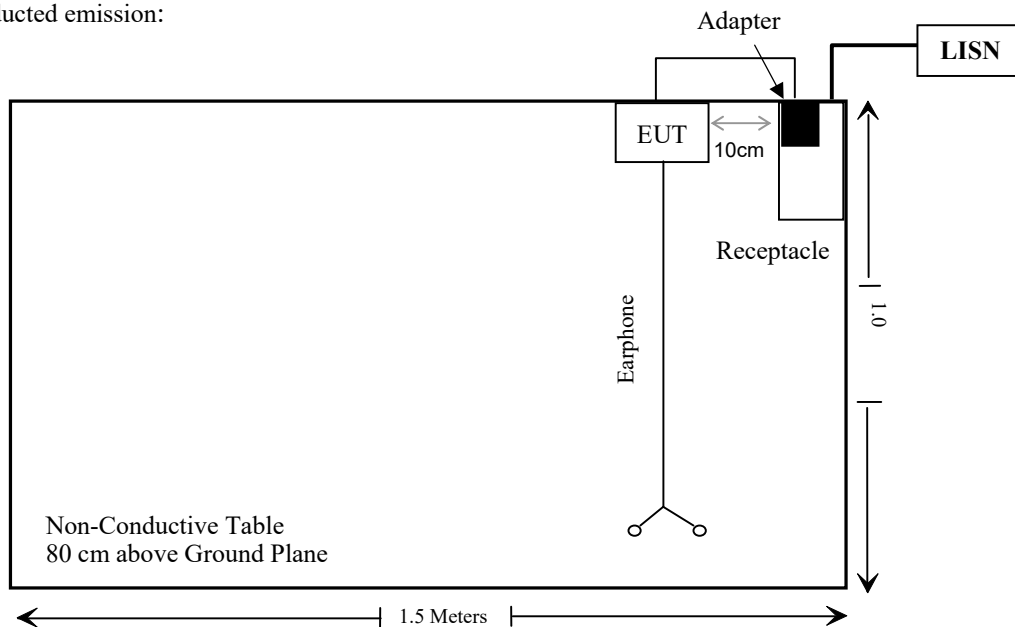 ducted emission:
Adapter
LISN
EUT
10cm
Receptacle
Earphone
1.0
Non-Conductive Table
80 cm above Ground Plane
1.5 Meters